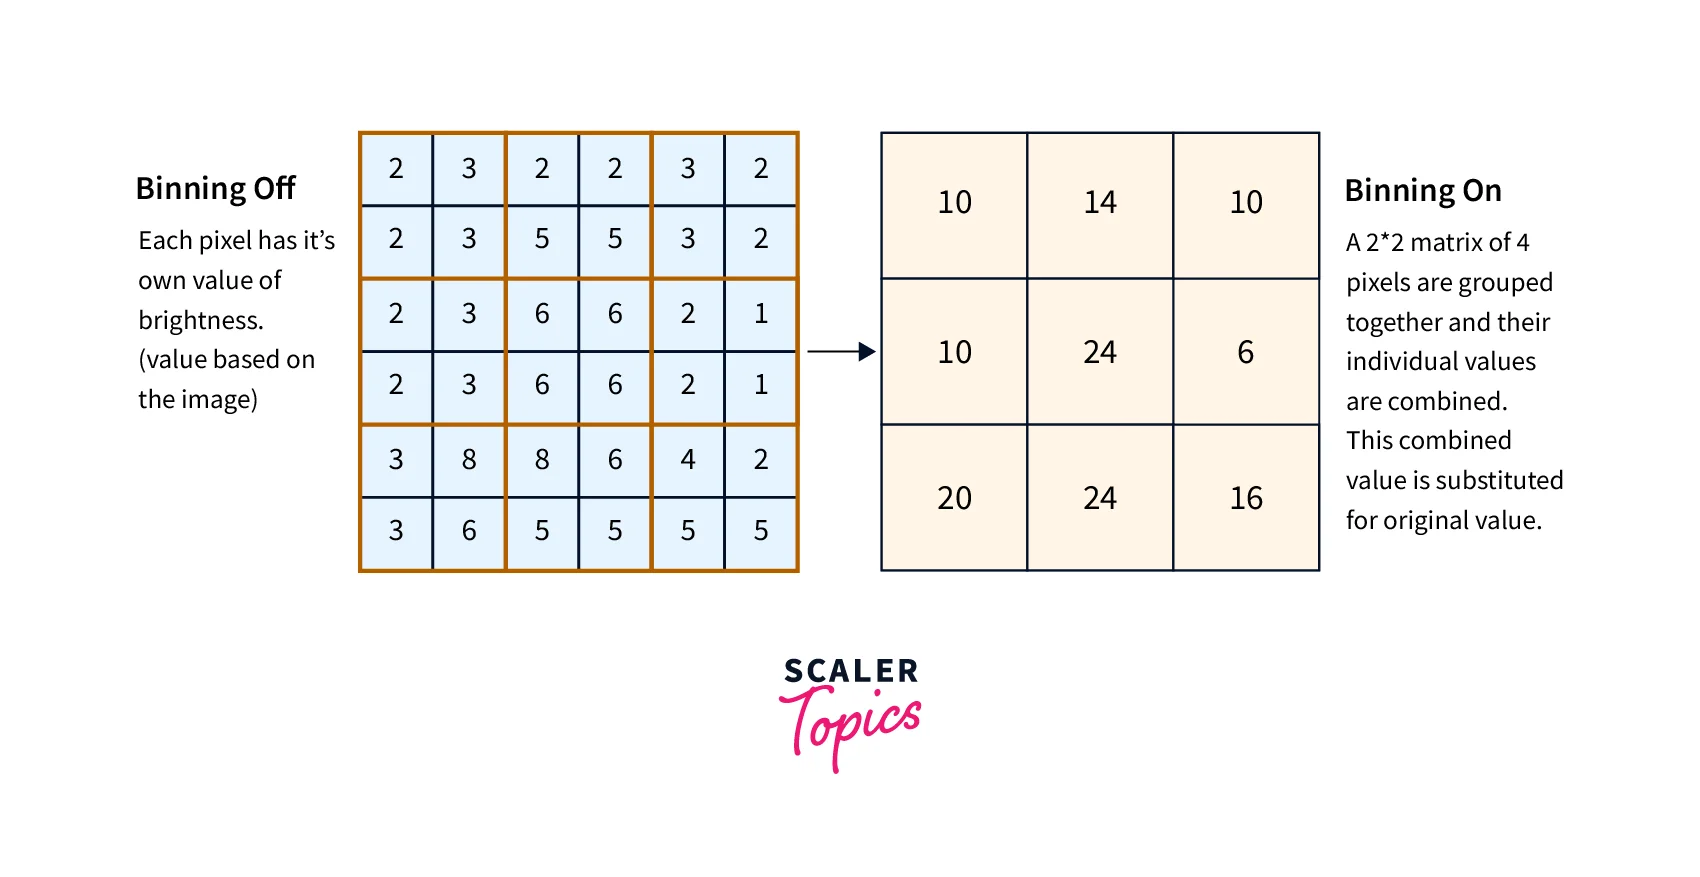 Binning Off
Each pixel has it’s
own value of
brightness.
(value based on
the image)
2 3 2 2 3 2
2 3 5 5 3 2
2 3 6 6 2 1
2 3 6 6 2 1
3 8 8 6 4 2
3 6 5 5 5 5
10 14 10
10 24 6
20 24 16
Binning On
A 2*2 matrix of 4
pixels are grouped
together and their
individual values
are combined.
This combined
value is substituted
for original value.
SCALER
Topics